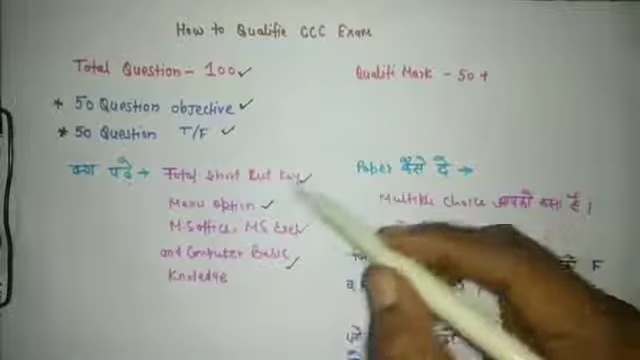 How to Qualifie CCC Exam
Total Question - 100 ✓
Qualifi Mark - 50 +
* 50 Question objective ✓
* 50 Question T/F ✓
क्या पढे → Total Short Cut Key ✓
Menu option ✓
M.S office, MS Excel ✓
and Computer Basic ✓
Knoledge
Paper कैसे दे →
Multiple choice आपको है।
F